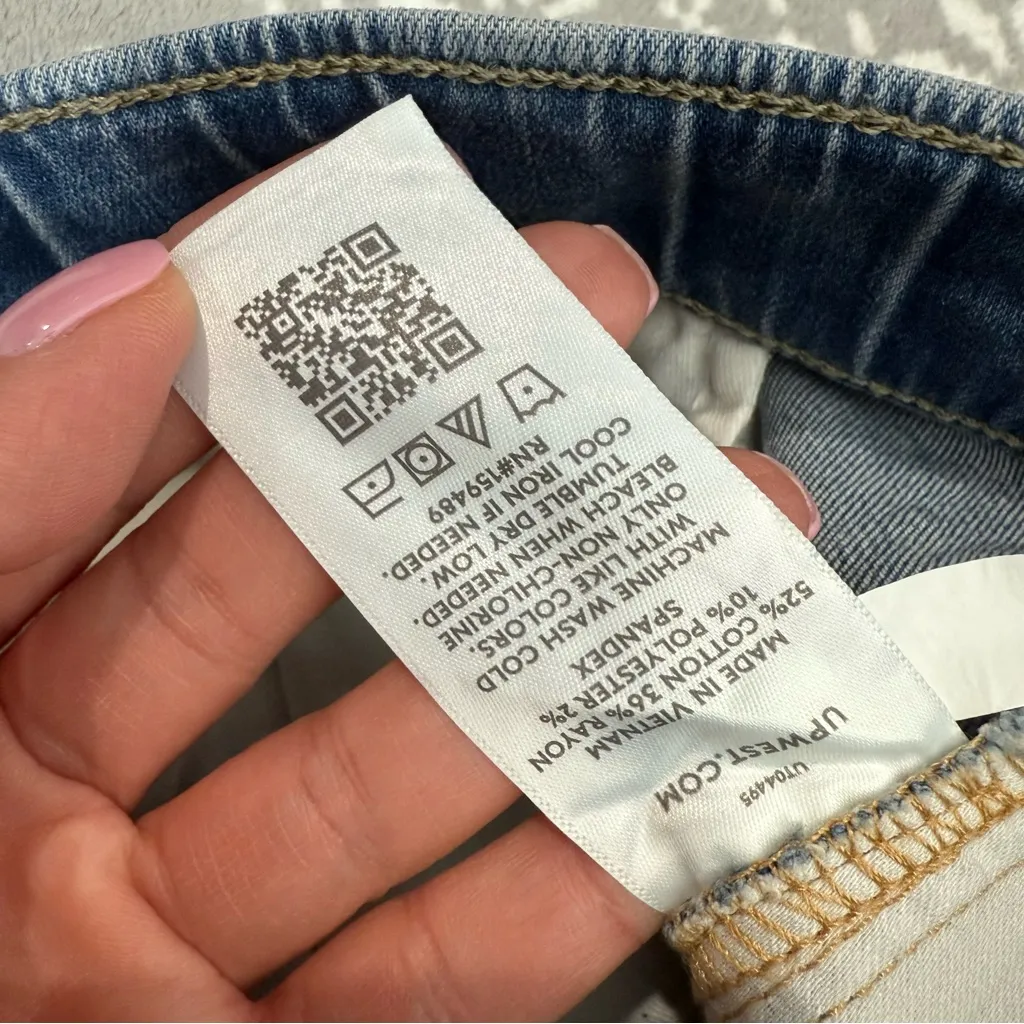 UT04495
UPWEST.COM
MADE IN VIETNAM
52% COTTON 36% RAYON
10% POLYESTER 2%
SPANDEX
MACHINE WASH COLD
WITH LIKE COLORS.
ONLY NON-CHLORINE
BLEACH WHEN NEEDED.
TUMBLE DRY LOW.
COOL IRON IF NEEDED.
RN#159489